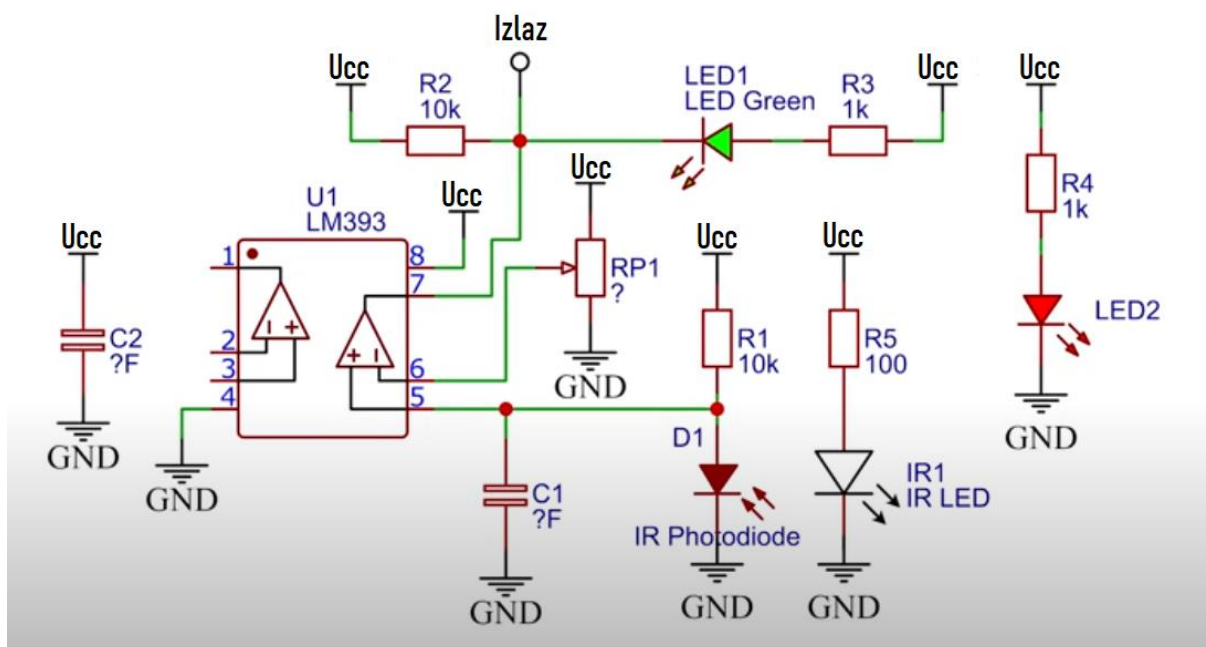 Izlaz
Ucc
R2
10k
LED1
LED Green
R3
1k
Ucc
Ucc
R4
1k
LED2
GND
U1
LM393
Ucc
Ucc
RP1
?
GND
1
2
3
4
8
7
6
5
- +
+ -
Ucc
C2
?F
GND
GND
C1
?F
GND
Ucc
R1
10k
D1
IR Photodiode
GND
Ucc
R5
100
IR1
IR LED
GND